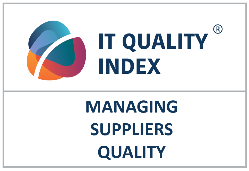 IT QUALITY ®
INDEX
MANAGING
SUPPLIERS
QUALITY